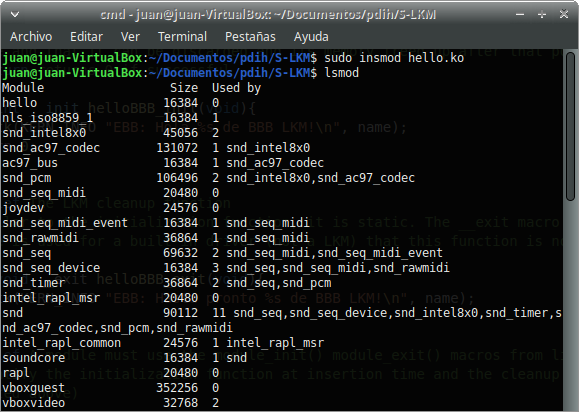 cmd - juan@juan-VirtualBox:~/Documentos/pdih/S-LKM
Archivo Editar Ver Terminal Pestañas Ayuda
juan@juan-VirtualBox:~/Documentos/pdih/S-LKM$ sudo insmod hello.ko
juan@juan-VirtualBox:~/Documentos/pdih/S-LKM$ lsmod
Module Size Used by
hello 16384 0
nls_iso8859_1 16384 1
snd_intel8x0 45056 2
snd_ac97_codec 131072 1 snd_intel8x0
ac97_bus 16384 1 snd_ac97_codec
snd_pcm 106496 2 snd_intel8x0,snd_ac97_codec
snd_seq_midi 20480 0
joydev 24576 0
snd_seq_midi_event 16384 1 snd_seq_midi
snd_rawmidi 36864 1 snd_seq_midi
snd_seq 69632 2 snd_seq_midi,snd_seq_midi_event
snd_seq_device 16384 3 snd_seq,snd_seq_midi,snd_rawmidi
snd_timer 36864 2 snd_seq,snd_pcm
intel_rapl_msr 20480 0
snd 90112 11 snd_seq,snd_seq_device,snd_intel8x0,snd_timer,s
nd_ac97_codec,snd_pcm,snd_rawmidi
intel_rapl_common 24576 1 intel_rapl_msr
soundcore 16384 1 snd
rapl 20480 0
vboxguest 352256 0
vboxvideo 32768 2